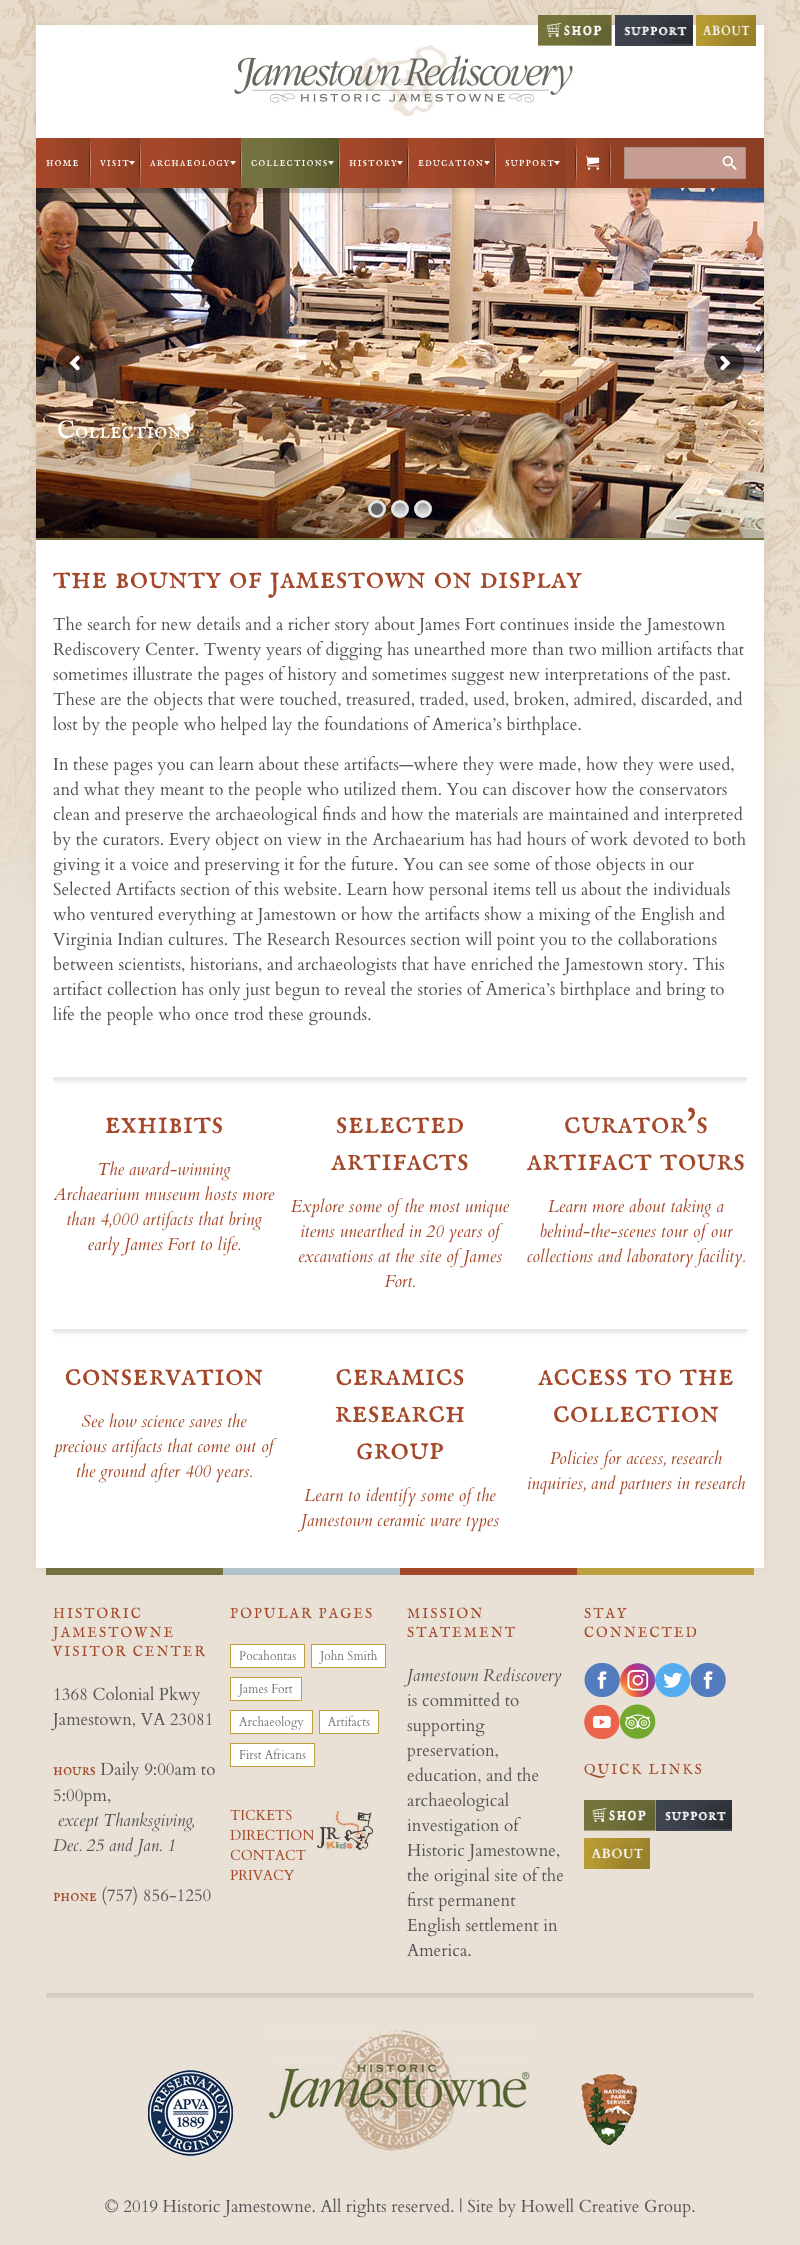 SHOP SUPPORT ABOUT
Jamestown Rediscovery
HISTORIC JAMESTOWNE
HOME VISIT ARCHAEOLOGY COLLECTIONS HISTORY EDUCATION SUPPORT
Collections
THE BOUNTY OF JAMESTOWN ON DISPLAY
The search for new details and a richer story about James Fort continues inside the Jamestown
Rediscovery Center. Twenty years of digging has unearthed more than two million artifacts that
sometimes illustrate the pages of history and sometimes suggest new interpretations of the past.
These are the objects that were touched, treasured, traded, used, broken, admired, discarded, and
lost by the people who helped lay the foundations of America’s birthplace.
In these pages you can learn about these artifacts—where they were made, how they were used,
and what they meant to the people who utilized them. You can discover how the conservators
clean and preserve the archaeological finds and how the materials are maintained and interpreted
by the curators. Every object on view in the Archaearium has had hours of work devoted to both
giving it a voice and preserving it for the future. You can see some of those objects in our
Selected Artifacts section of this website. Learn how personal items tell us about the individuals
who ventured everything at Jamestown or how the artifacts show a mixing of the English and
Virginia Indian cultures. The Research Resources section will point you to the collaborations
between scientists, historians, and archaeologists that have enriched the Jamestown story. This
artifact collection has only just begun to reveal the stories of America’s birthplace and bring to
life the people who once trod these grounds.
EXHIBITS
The award-winning
Archaearium museum hosts more
than 4,000 artifacts that bring
early James Fort to life.
SELECTED
ARTIFACTS
Explore some of the most unique
items unearthed in 20 years of
excavations at the site of James
Fort.
CURATOR’S
ARTIFACT TOURS
Learn more about taking a
behind-the-scenes tour of our
collections and laboratory facility.
CONSERVATION
See how science saves the
precious artifacts that come out of
the ground after 400 years.
CERAMICS
RESEARCH
GROUP
Learn to identify some of the
Jamestown ceramic ware types
ACCESS TO THE
COLLECTION
Policies for access, research
inquiries, and partners in research
HISTORIC
JAMESTOWNE
VISITOR CENTER
1368 Colonial Pkwy
Jamestown, VA 23081
HOURS Daily 9:00am to
5:00pm,
except Thanksgiving,
Dec. 25 and Jan. 1
PHONE (757) 856-1250
POPULAR PAGES
Pocahontas John Smith
James Fort
Archaeology Artifacts
First Africans
TICKETS
DIRECTION
CONTACT
PRIVACY
JR
Kids
MISSION
STATEMENT
Jamestown Rediscovery
is committed to
supporting
preservation,
education, and the
archaeological
investigation of
Historic Jamestowne,
the original site of the
first permanent
English settlement in
America.
STAY
CONNECTED
QUICK LINKS
SHOP SUPPORT
ABOUT
PRESERVATION
APVA
1889
VIRGINIA
1607
HISTORIC
Jamestowne®
NATIONAL
PARK
SERVICE
© 2019 Historic Jamestowne. All rights reserved. | Site by Howell Creative Group.